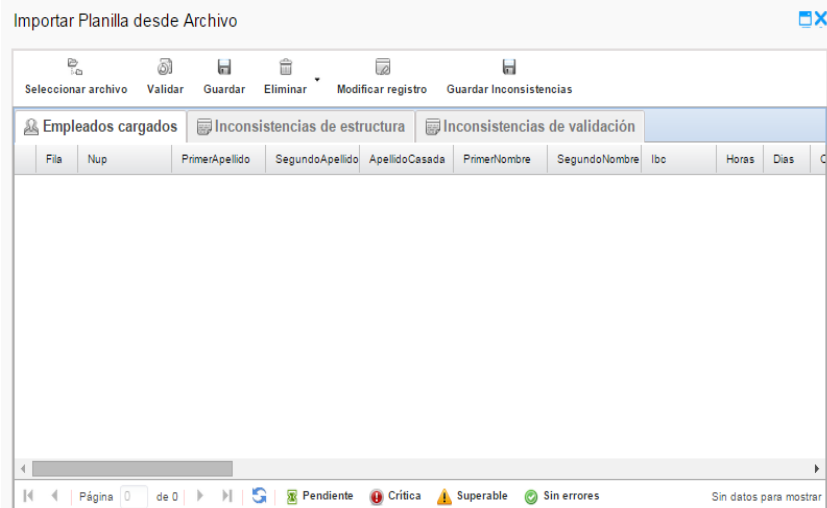 Importar Planilla desde Archivo
Seleccionar archivo Validar Guardar Eliminar Modificar registro Guardar Inconsistencias
Empleados cargados Inconsistencias de estructura Inconsistencias de validación
Fila Nup PrimerApellido SegundoApellido ApellidoCasada PrimerNombre SegundoNombre Ibc Horas Dias
Página 0 de 0 Pendiente Crítica Superable Sin errores Sin datos para mostrar